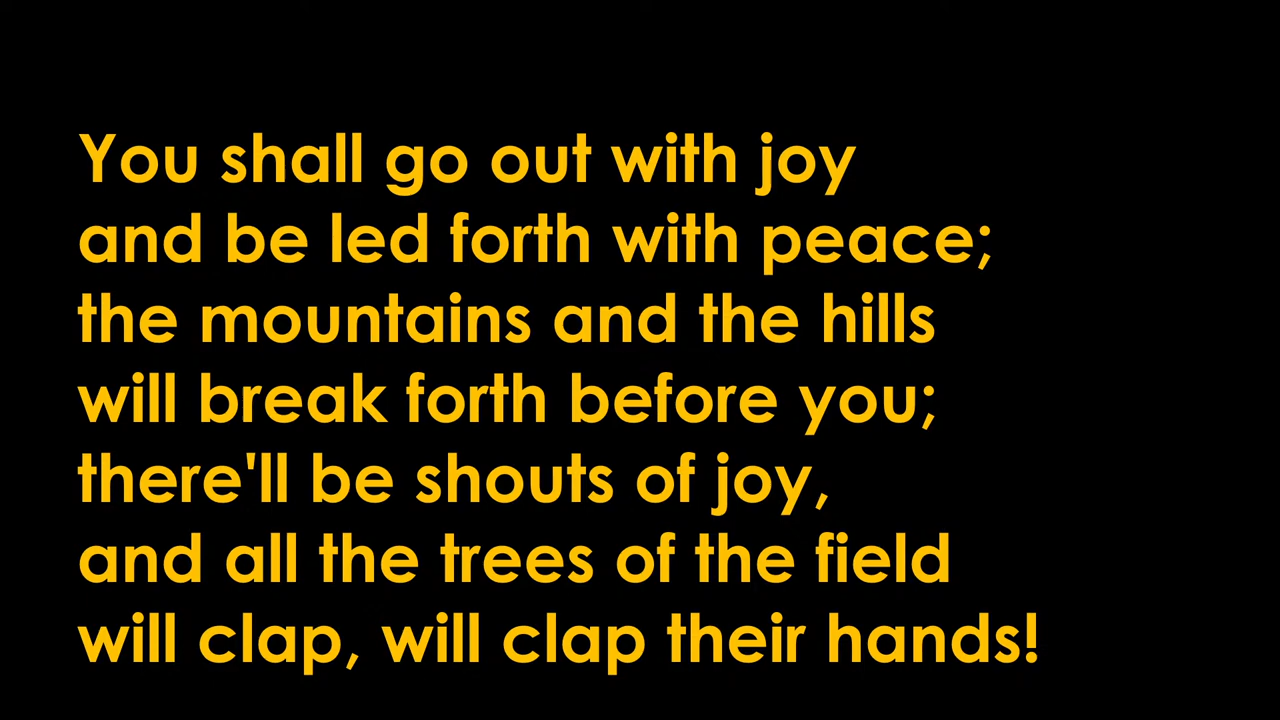 You shall go out with joy
and be led forth with peace;
the mountains and the hills
will break forth before you;
there'll be shouts of joy,
and all the trees of the field
will clap, will clap their hands!